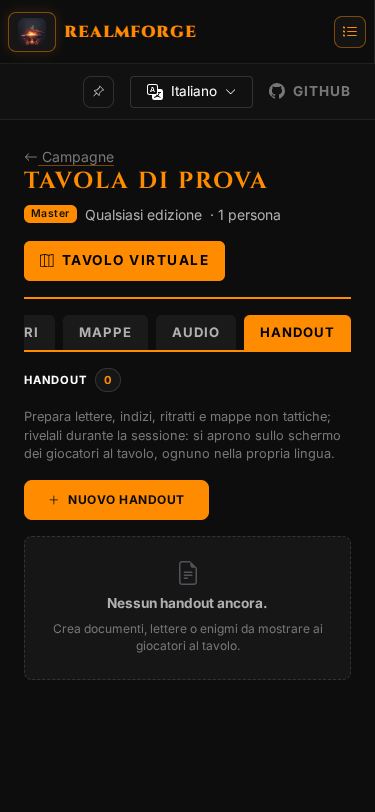 REALMFORGE
Italiano
GITHUB
← Campagne
TAVOLA DI PROVA
Master Qualsiasi edizione · 1 persona
TAVOLO VIRTUALE
RI MAPPE AUDIO HANDOUT
HANDOUT 0
Prepara lettere, indizi, ritratti e mappe non tattiche;
rivelali durante la sessione: si aprono sullo schermo
dei giocatori al tavolo, ognuno nella propria lingua.
+ NUOVO HANDOUT
Nessun handout ancora.
Crea documenti, lettere o enigmi da mostrare ai
giocatori al tavolo.